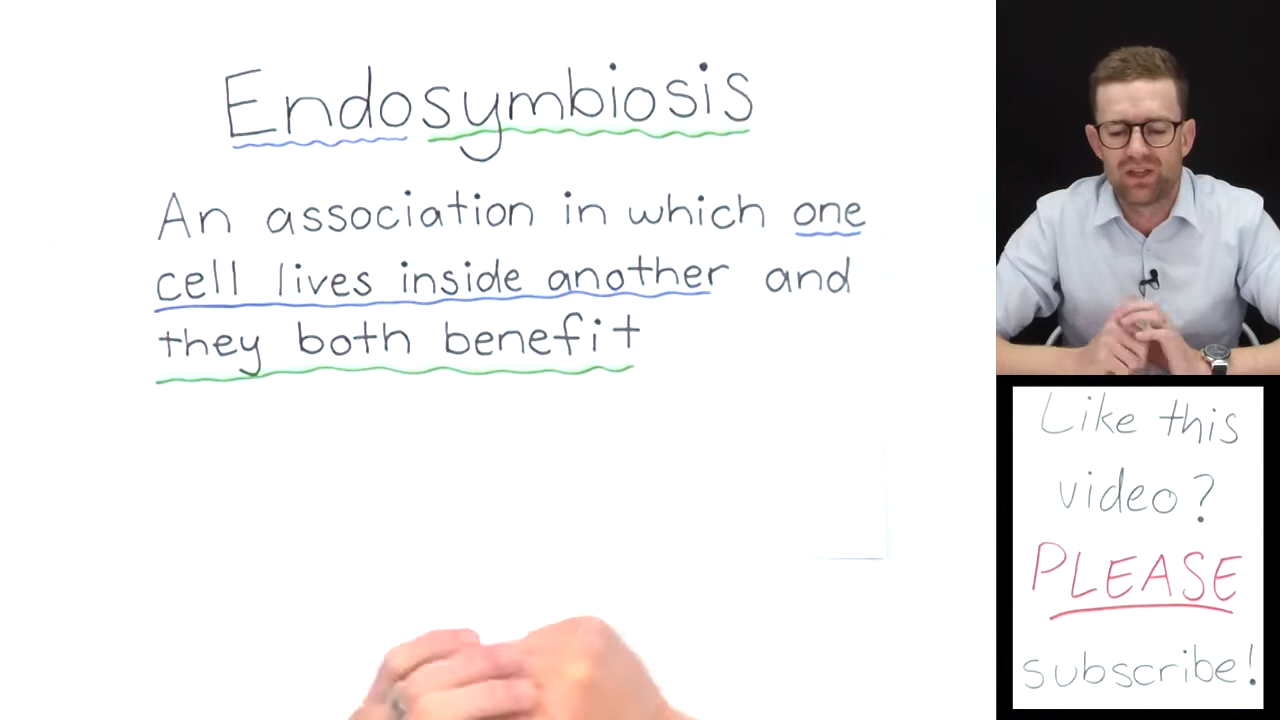 Endosymbiosis
An association in which one
cell lives inside another and
they both benefit
Like this
video?
PLEASE
subscribe!